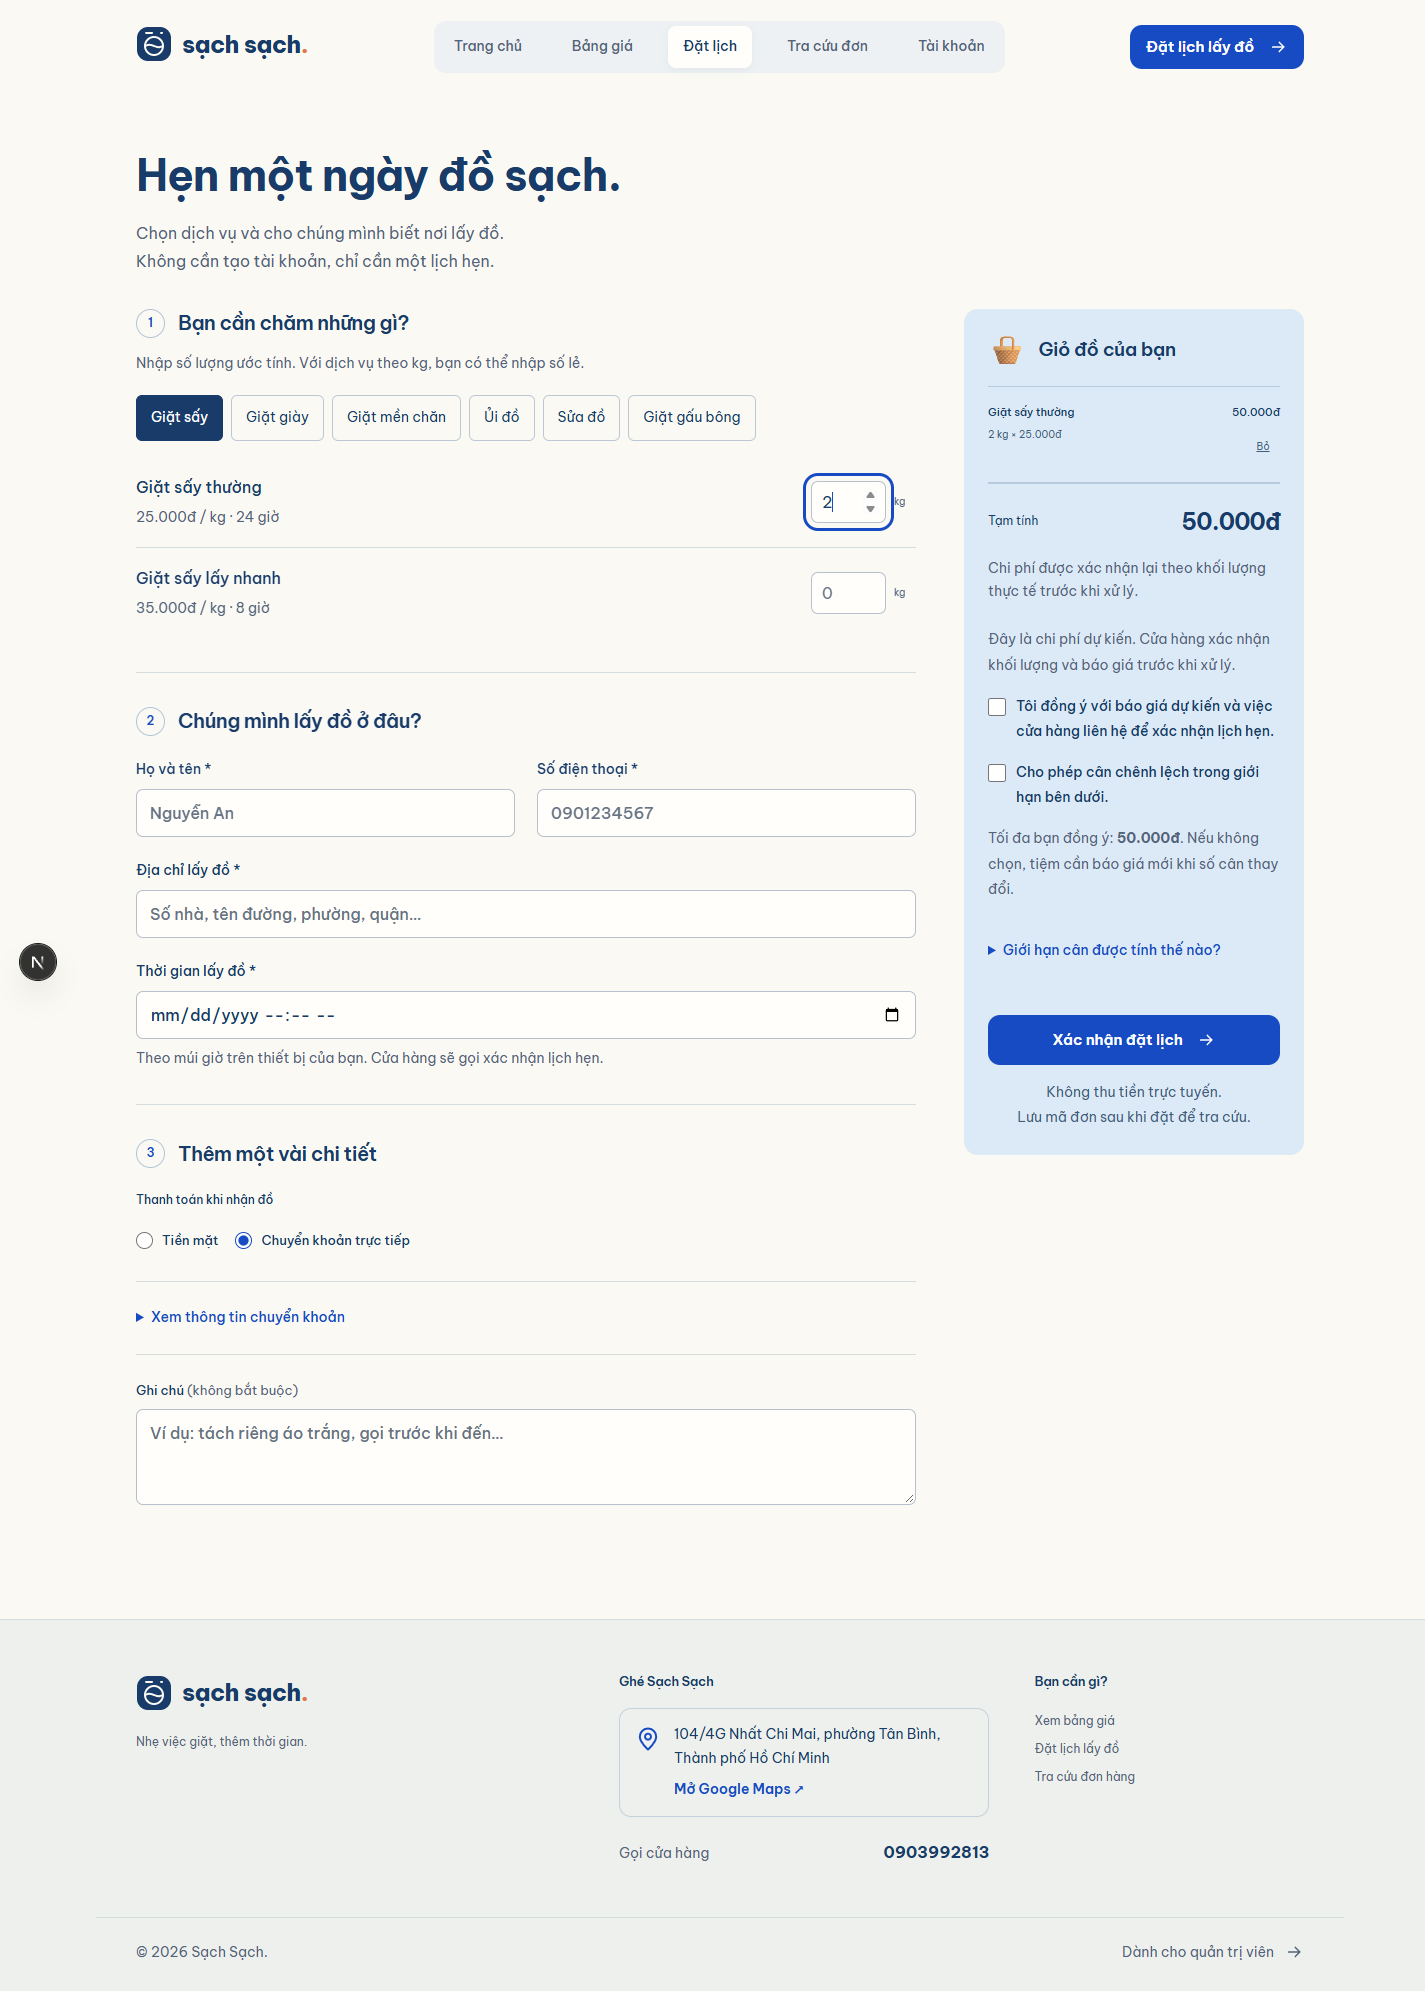 sạch sạch.
Trang chủ
Bảng giá
Đặt lịch
Tra cứu đơn
Tài khoản
Đặt lịch lấy đồ →
Hẹn một ngày đồ sạch.
Chọn dịch vụ và cho chúng mình biết nơi lấy đồ.
Không cần tạo tài khoản, chỉ cần một lịch hẹn.
1 Bạn cần chăm những gì?
Nhập số lượng ước tính. Với dịch vụ theo kg, bạn có thể nhập số lẻ.
Giặt sấy
Giặt giày
Giặt mền chăn
Ủi đồ
Sửa đồ
Giặt gấu bông
Giặt sấy thường
25.000đ / kg · 24 giờ
2 kg
Giặt sấy lấy nhanh
35.000đ / kg · 8 giờ
0 kg
2 Chúng mình lấy đồ ở đâu?
Họ và tên *
Nguyễn An
Số điện thoại *
0901234567
Địa chỉ lấy đồ *
Số nhà, tên đường, phường, quận...
Thời gian lấy đồ *
mm/dd/yyyy --:-- --
Theo múi giờ trên thiết bị của bạn. Cửa hàng sẽ gọi xác nhận lịch hẹn.
3 Thêm một vài chi tiết
Thanh toán khi nhận đồ
Tiền mặt
Chuyển khoản trực tiếp
Xem thông tin chuyển khoản
Ghi chú (không bắt buộc)
Ví dụ: tách riêng áo trắng, gọi trước khi đến...
Giỏ đồ của bạn
Giặt sấy thường 50.000đ
2 kg × 25.000đ
Bỏ
Tạm tính 50.000đ
Chi phí được xác nhận lại theo khối lượng
thực tế trước khi xử lý.
Đây là chi phí dự kiến. Cửa hàng xác nhận
khối lượng và báo giá trước khi xử lý.
Tôi đồng ý với báo giá dự kiến và việc
cửa hàng liên hệ để xác nhận lịch hẹn.
Cho phép cân chênh lệch trong giới
hạn bên dưới.
Tối đa bạn đồng ý: 50.000đ. Nếu không
chọn, tiệm cần báo giá mới khi số cân thay
đổi.
Giới hạn cân được tính thế nào?
Xác nhận đặt lịch →
Không thu tiền trực tuyến.
Lưu mã đơn sau khi đặt để tra cứu.
N
sạch sạch.
Nhẹ việc giặt, thêm thời gian.
Ghé Sạch Sạch
104/4G Nhất Chi Mai, phường Tân Bình,
Thành phố Hồ Chí Minh
Mở Google Maps ↗
Gọi cửa hàng 0903992813
Bạn cần gì?
Xem bảng giá
Đặt lịch lấy đồ
Tra cứu đơn hàng
© 2026 Sạch Sạch.
Dành cho quản trị viên →